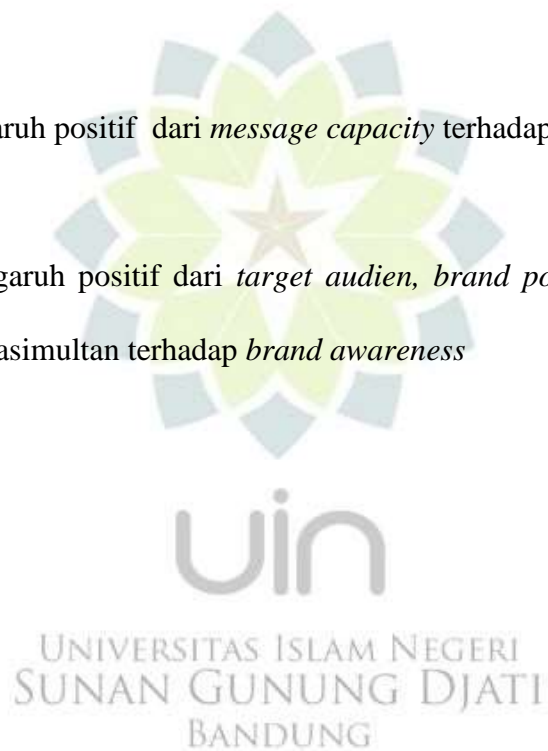 aruh positif dari message capacity terhadap
garuh positif dari target audien, brand po
asimultan terhadap brand awareness
uin
UNIVERSITAS ISLAM NEGERI
SUNAN GUNUNG DJATI
BANDUNG